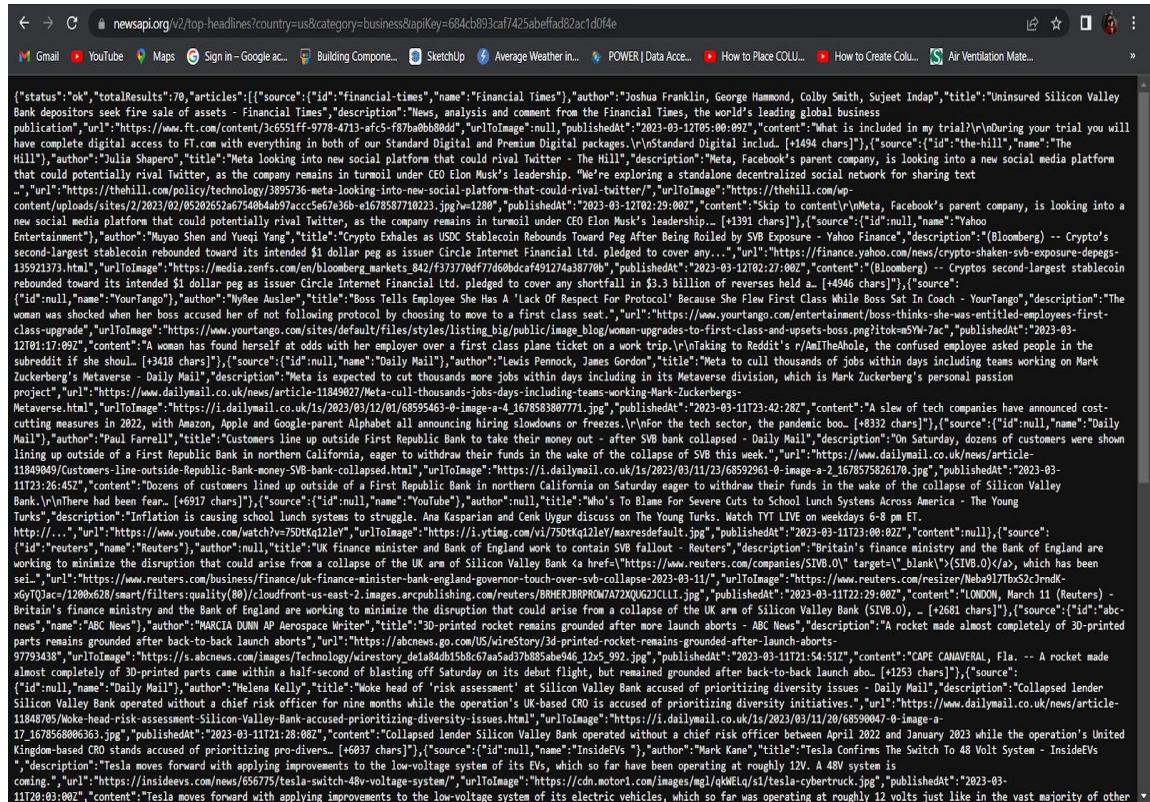 newsapi.org/v2/top-headlines?country=us&category=business&apiKey=684cb893caf7425abeffad82ac1d0f4e
Gmail YouTube Maps Sign in – Google ac... Building Compone... SketchUp Average Weather in... POWER | Data Acce... How to Place COLU... How to Create Colu... Air Ventilation Mate... »
{"status":"ok","totalResults":70,"articles":[{"source":{"id":"financial-times","name":"Financial Times"},"author":"Joshua Franklin, George Hammond, Colby Smith, Sujeet Indap","title":"Uninsured Silicon Valley
Bank depositors seek fire sale of assets - Financial Times","description":"News, analysis and comment from the Financial Times, the world's leading global business
publication","url":"https://www.ft.com/content/3c6551ff-9778-4713-afc5-f87ba0bb80dd","urlToImage":null,"publishedAt":"2023-03-12T05:00:09Z","content":"What is included in my trial?\r\nDuring your trial you will
have complete digital access to FT.com with everything in both of our Standard Digital and Premium Digital packages.\r\nStandard Digital includ… [+1494 chars]"},{"source":{"id":"the-hill","name":"The
Hill"},"author":"Julia Shapero","title":"Meta looking into new social platform that could rival Twitter - The Hill","description":"Meta, Facebook's parent company, is looking into a new social media platform
that could potentially rival Twitter, as the company remains in turmoil under CEO Elon Musk's leadership. “We're exploring a standalone decentralized social network for sharing text
…","url":"https://thehill.com/policy/technology/3895736-meta-looking-into-new-social-platform-that-could-rival-twitter/","urlToImage":"https://thehill.com/wp-
content/uploads/sites/2/2023/02/05202652a67540b4ab97accc5e67e36b-e1678587710223.jpg?w=1280","publishedAt":"2023-03-12T02:29:00Z","content":"Skip to content\r\nMeta, Facebook's parent company, is looking into a
new social media platform that could potentially rival Twitter, as the company remains in turmoil under CEO Elon Musk's leadership.… [+1391 chars]"},{"source":{"id":null,"name":"Yahoo
Entertainment"},"author":"Muyao Shen and Yueqi Yang","title":"Crypto Exhales as USDC Stablecoin Rebounds Toward Peg After Being Roiled by SVB Exposure - Yahoo Finance","description":"(Bloomberg) -- Crypto's
second-largest stablecoin rebounded toward its intended $1 dollar peg as issuer Circle Internet Financial Ltd. pledged to cover any...","url":"https://finance.yahoo.com/news/crypto-shaken-svb-exposure-depegs-
135921373.html","urlToImage":"https://media.zenfs.com/en/bloomberg_markets_842/f373770df77d60bdcaf491274a38770b","publishedAt":"2023-03-12T02:27:00Z","content":"(Bloomberg) -- Cryptos second-largest stablecoin
rebounded toward its intended $1 dollar peg as issuer Circle Internet Financial Ltd. pledged to cover any shortfall in $3.3 billion of reverses held a… [+4946 chars]"},{"source":
{"id":null,"name":"YourTango"},"author":"NyRee Ausler","title":"Boss Tells Employee She Has A 'Lack Of Respect For Protocol' Because She Flew First Class While Boss Sat In Coach - YourTango","description":"The
woman was shocked when her boss accused her of not following protocol by choosing to move to a first class seat.","url":"https://www.yourtango.com/entertainment/boss-thinks-she-was-entitled-employees-first-
class-upgrade","urlToImage":"https://www.yourtango.com/sites/default/files/styles/listing_big/public/image_blog/woman-upgrades-to-first-class-and-upsets-boss.png?itok=m5YW-7ac","publishedAt":"2023-03-
12T01:17:09Z","content":"A woman has found herself at odds with her employer over a first class plane ticket on a work trip.\r\nTaking to Reddit's r/AmITheAhole, the confused employee asked people in the
subreddit if she shoul… [+3418 chars]"},{"source":{"id":null,"name":"Daily Mail"},"author":"Lewis Pennock, James Gordon","title":"Meta to cull thousands of jobs within days including teams working on Mark
Zuckerberg's Metaverse - Daily Mail","description":"Meta is expected to cut thousands more jobs within days including in its Metaverse division, which is Mark Zuckerberg's personal passion
project","url":"https://www.dailymail.co.uk/news/article-11849027/Meta-cull-thousands-jobs-days-including-teams-working-Mark-Zuckerbergs-
Metaverse.html","urlToImage":"https://i.dailymail.co.uk/1s/2023/03/12/01/68595463-0-image-a-4_1678583807771.jpg","publishedAt":"2023-03-11T23:42:28Z","content":"A slew of tech companies have announced cost-
cutting measures in 2022, with Amazon, Apple and Google-parent Alphabet all announcing hiring slowdowns or freezes.\r\nFor the tech sector, the pandemic boo… [+8332 chars]"},{"source":{"id":null,"name":"Daily
Mail"},"author":"Paul Farrell","title":"Customers line up outside First Republic Bank to take their money out - after SVB bank collapsed - Daily Mail","description":"On Saturday, dozens of customers were shown
lining up outside of a First Republic Bank in northern California, eager to withdraw their funds in the wake of the collapse of SVB this week.","url":"https://www.dailymail.co.uk/news/article-
11849049/Customers-line-outside-Republic-Bank-money-SVB-bank-collapsed.html","urlToImage":"https://i.dailymail.co.uk/1s/2023/03/11/23/68592961-0-image-a-2_1678575826170.jpg","publishedAt":"2023-03-
11T23:26:45Z","content":"Dozens of customers lined up outside of a First Republic Bank in northern California on Saturday eager to withdraw their funds in the wake of the collapse of Silicon Valley
Bank.\r\nThere had been fear… [+6917 chars]"},{"source":{"id":null,"name":"YouTube"},"author":null,"title":"Who's To Blame For Severe Cuts to School Lunch Systems Across America - The Young
Turks","description":"Inflation is causing school lunch systems to struggle. Ana Kasparian and Cenk Uygur discuss on The Young Turks. Watch TYT LIVE on weekdays 6-8 pm ET.
http://...","url":"https://www.youtube.com/watch?v=75DtKq12leY","urlToImage":"https://i.ytimg.com/vi/75DtKq12leY/maxresdefault.jpg","publishedAt":"2023-03-11T23:00:02Z","content":null},{"source":
{"id":"reuters","name":"Reuters"},"author":null,"title":"UK finance minister and Bank of England work to contain SVB fallout - Reuters","description":"Britain's finance ministry and the Bank of England are
working to minimize the disruption that could arise from a collapse of the UK arm of Silicon Valley Bank <a href=\"https://www.reuters.com/companies/SIVB.O\" target=\"_blank\">(SIVB.O)</a>, which has been
sei…","url":"https://www.reuters.com/business/finance/uk-finance-minister-bank-england-governor-touch-over-svb-collapse-2023-03-11/","urlToImage":"https://www.reuters.com/resizer/Neba9l7TbxS2cJrndK-
xGyTQJac=/1200x628/smart/filters:quality(80)/cloudfront-us-east-2.images.arcpublishing.com/reuters/BRHERJBRPROW7A72XQUG2JCLLI.jpg","publishedAt":"2023-03-11T22:29:00Z","content":"LONDON, March 11 (Reuters) -
Britain's finance ministry and the Bank of England are working to minimize the disruption that could arise from a collapse of the UK arm of Silicon Valley Bank (SIVB.O), … [+2681 chars]"},{"source":{"id":"abc-
news","name":"ABC News"},"author":"MARCIA DUNN AP Aerospace Writer","title":"3D-printed rocket remains grounded after more launch aborts - ABC News","description":"A rocket made almost completely of 3D-printed
parts remains grounded after back-to-back launch aborts","url":"https://abcnews.go.com/US/wireStory/3d-printed-rocket-remains-grounded-after-launch-aborts-
97793438","urlToImage":"https://s.abcnews.com/images/Technology/wirestory_de1a84db15b8c67aa5ad37b885abe946_12x5_992.jpg","publishedAt":"2023-03-11T21:54:51Z","content":"CAPE CANAVERAL, Fla. -- A rocket made
almost completely of 3D-printed parts came within a half-second of blasting off Saturday on its debut flight, but remained grounded after back-to-back launch abo… [+1253 chars]"},{"source":
{"id":null,"name":"Daily Mail"},"author":"Helena Kelly","title":"Woke head of 'risk assessment' at Silicon Valley Bank accused of prioritizing diversity issues - Daily Mail","description":"Collapsed lender
Silicon Valley Bank operated without a chief risk officer for nine months while the operation's UK-based CRO is accused of prioritizing diversity initiatives.","url":"https://www.dailymail.co.uk/news/article-
11848705/Woke-head-risk-assessment-Silicon-Valley-Bank-accused-prioritizing-diversity-issues.html","urlToImage":"https://i.dailymail.co.uk/1s/2023/03/11/20/68590047-0-image-a-
17_1678568006363.jpg","publishedAt":"2023-03-11T21:28:08Z","content":"Collapsed lender Silicon Valley Bank operated without a chief risk officer between April 2022 and January 2023 while the operation's United
Kingdom-based CRO stands accused of prioritizing pro-divers… [+6037 chars]"},{"source":{"id":null,"name":"InsideEVs "},"author":"Mark Kane","title":"Tesla Confirms The Switch To 48 Volt System - InsideEVs
","description":"Tesla moves forward with applying improvements to the low-voltage system of its EVs, which so far have been operating at roughly 12V. A 48V system is
coming.","url":"https://insideevs.com/news/656775/tesla-switch-48v-voltage-system/","urlToImage":"https://cdn.motor1.com/images/mgl/qkWELq/s1/tesla-cybertruck.jpg","publishedAt":"2023-03-
11T20:03:00Z","content":"Tesla moves forward with applying improvements to the low-voltage system of its electric vehicles, which so far was operating at roughly 12 volts just like in the vast majority of other